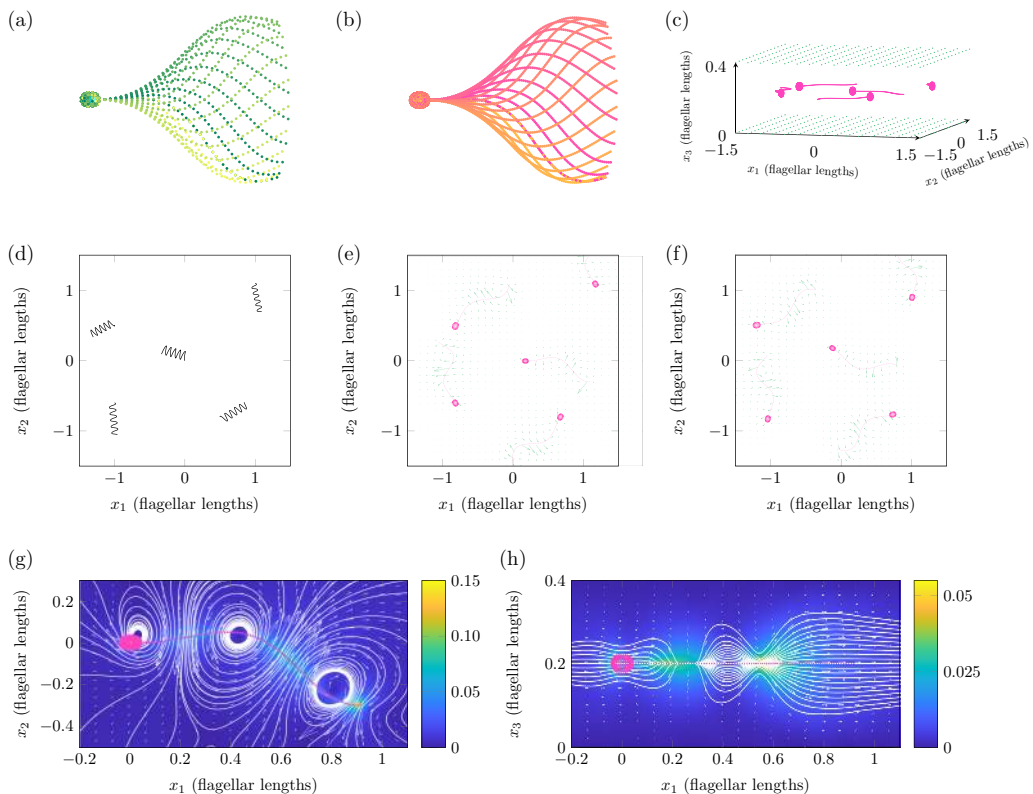 (a)
(b)
(c)
0.4
0
−1.5
0
1.5
−1.5
0
1.5
x₃ (flagellar lengths)
x₁ (flagellar lengths)
x₂ (flagellar lengths)
(d)
1
0
−1
−1
0
1
x₂ (flagellar lengths)
x₁ (flagellar lengths)
(e)
1
0
−1
−1
0
1
x₂ (flagellar lengths)
x₁ (flagellar lengths)
(f)
1
0
−1
−1
0
1
x₂ (flagellar lengths)
x₁ (flagellar lengths)
(g)
0.2
0
−0.2
−0.4
−0.2
0
0.2
0.4
0.6
0.8
1
x₂ (flagellar lengths)
x₁ (flagellar lengths)
0.15
0.10
0.05
0
(h)
0.4
0.2
0
−0.2
0
0.2
0.4
0.6
0.8
1
x₃ (flagellar lengths)
x₁ (flagellar lengths)
0.05
0.025
0